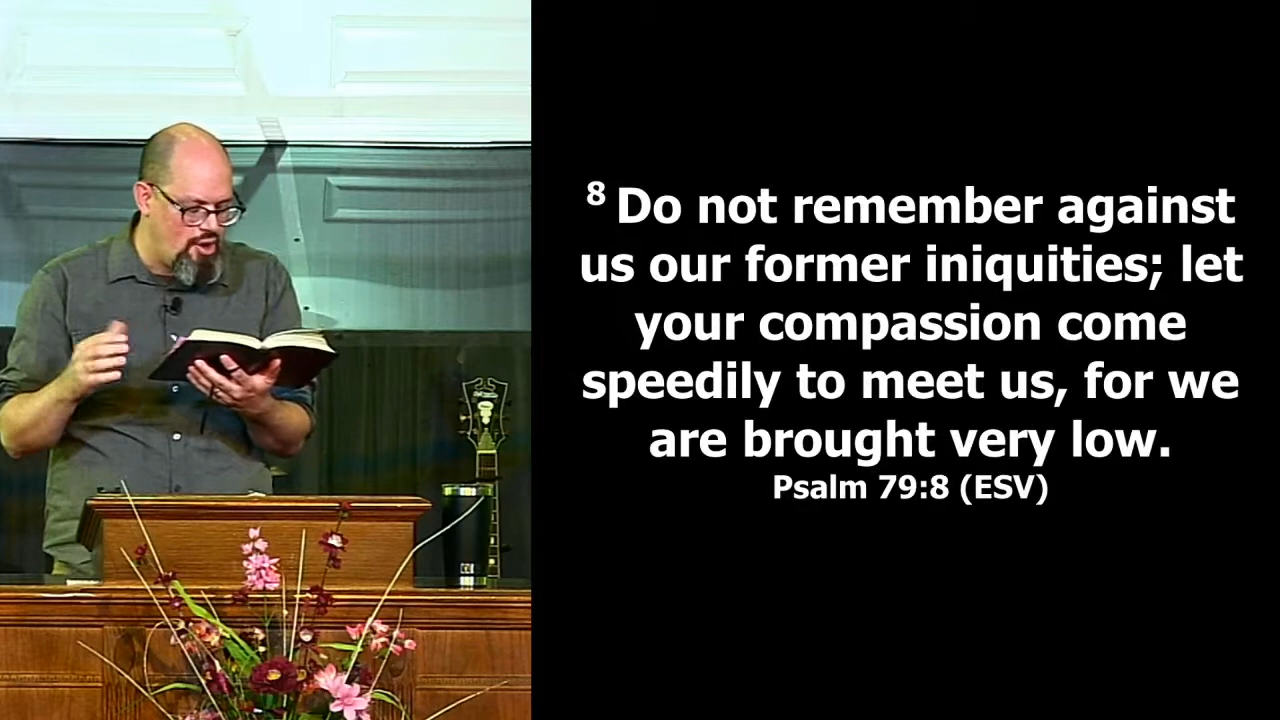 8 Do not remember against
us our former iniquities; let
your compassion come
speedily to meet us, for we
are brought very low.
Psalm 79:8 (ESV)